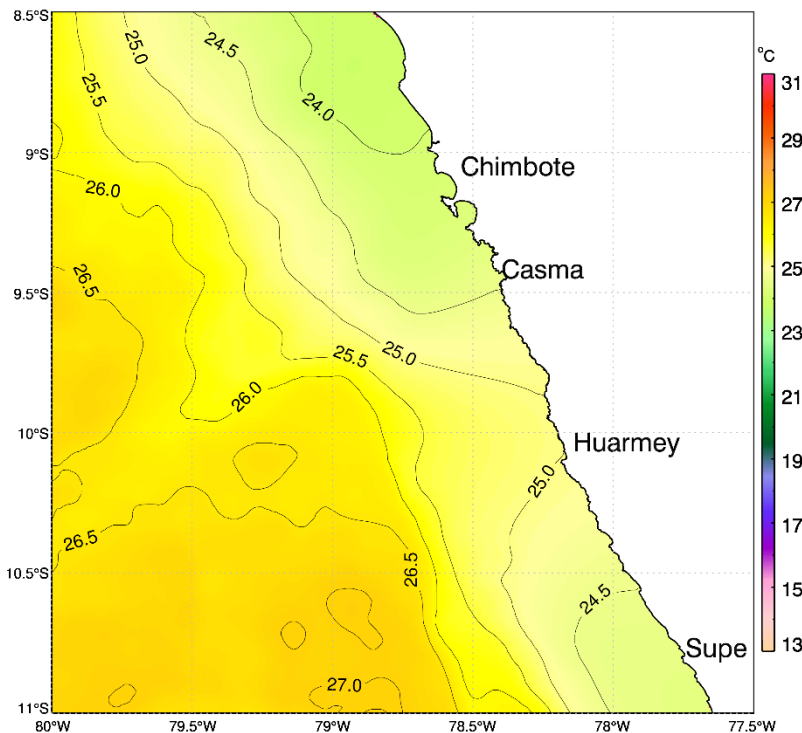 8.5°S
24.5
25.0
°C
31
25.5
24.0
29
9°S
Chimbote
26.0
27
26.5
Casma
25
9.5°S
25.5
25.0
23
26.0
21
10°S
Huarmey
19
25.0
26.5
26.5
17
10.5°S
24.5
15
Supe
13
27.0
11°S
80°W
79.5°W
79°W
78.5°W
78°W
77.5°W